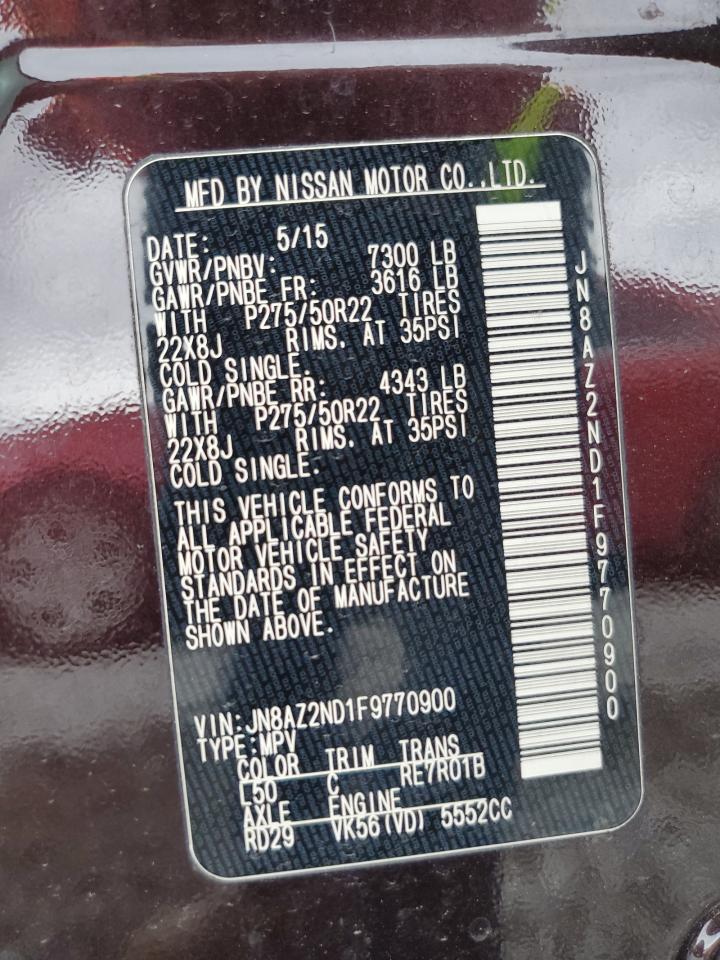 MFD BY NISSAN MOTOR CO.,LTD.
DATE: 5/15
GVWR/PNBV: 7300 LB
GAWR/PNBE FR: 3616 LB
WITH P275/50R22 TIRES
22X8J RIMS. AT 35PSI
COLD SINGLE.
GAWR/PNBE RR: 4343 LB
WITH P275/50R22 TIRES
22X8J RIMS. AT 35PSI
COLD SINGLE.
THIS VEHICLE CONFORMS TO
ALL APPLICABLE FEDERAL
MOTOR VEHICLE SAFETY
STANDARDS IN EFFECT ON
THE DATE OF MANUFACTURE
SHOWN ABOVE.
VIN:JN8AZ2ND1F9770900
TYPE:MPV
COLOR TRIM TRANS
L50 C RE7R01B
AXLE ENGINE
RD29 VK56(VD) 5552CC
JN8AZ2ND1F9770900